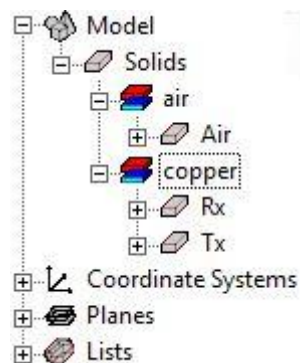 Model
Solids
air
Air
copper
Rx
Tx
Coordinate Systems
Planes
Lists